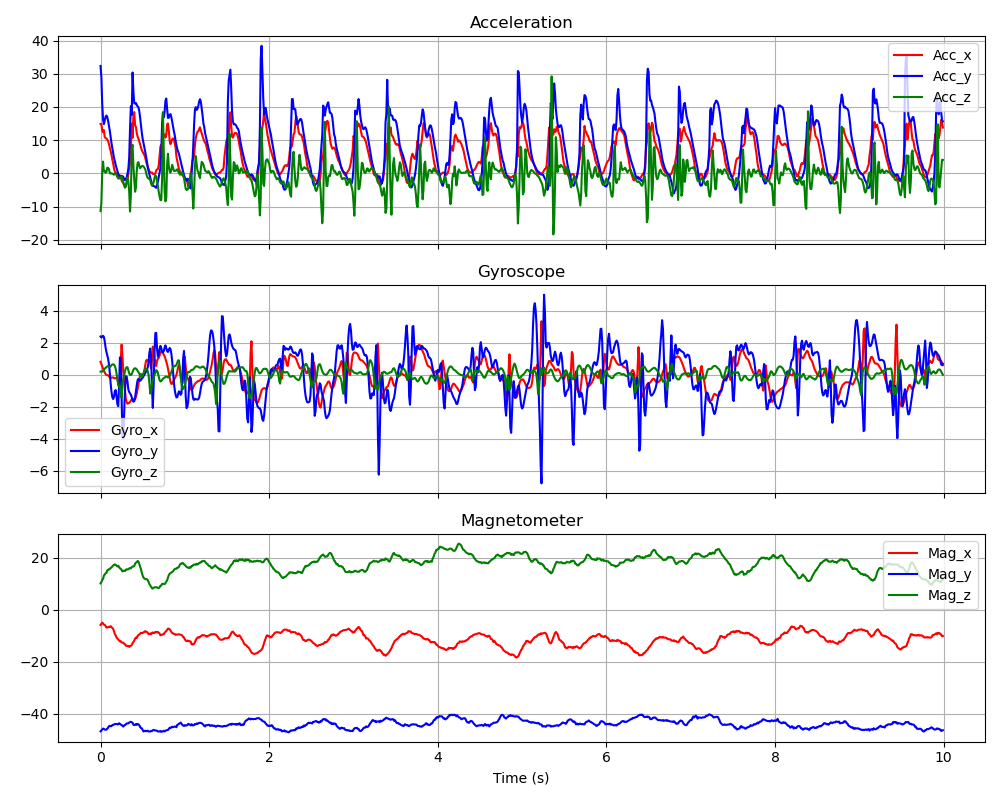 Acceleration
40
30
20
10
0
−10
−20
Acc_x
Acc_y
Acc_z
Gyroscope
4
2
0
−2
−4
−6
Gyro_x
Gyro_y
Gyro_z
Magnetometer
20
0
−20
−40
Mag_x
Mag_y
Mag_z
0 2 4 6 8 10
Time (s)